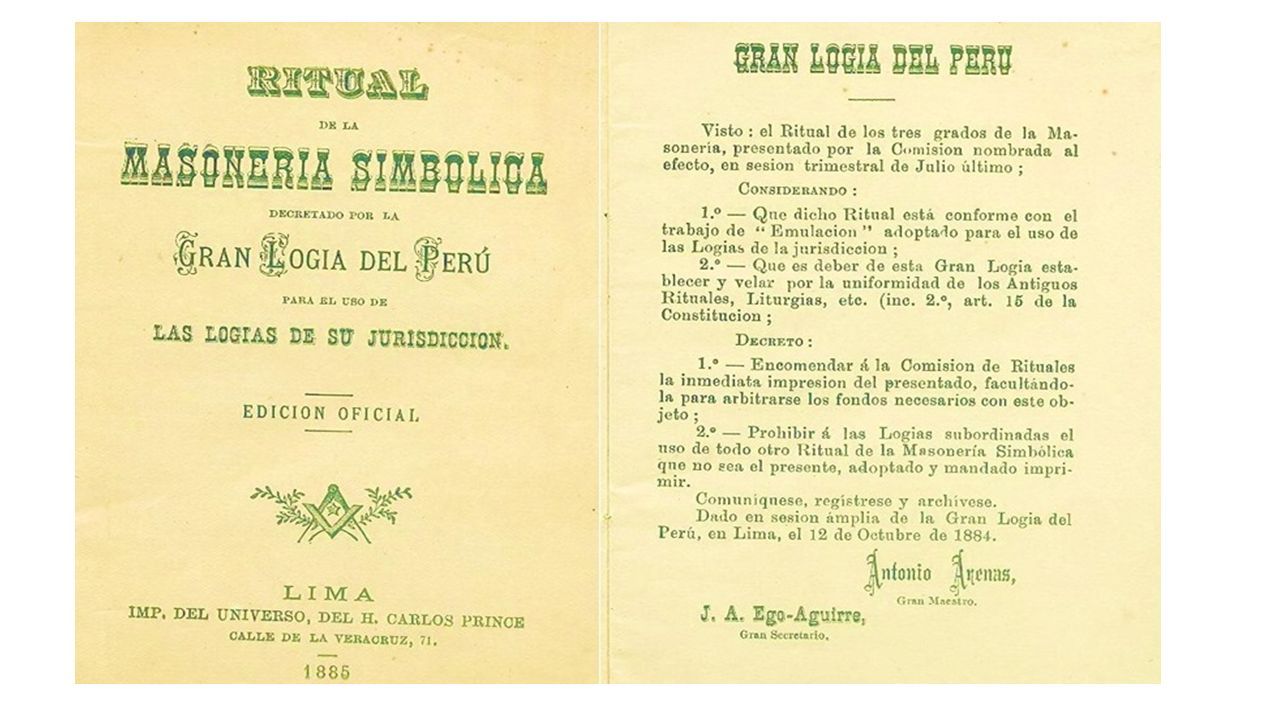 RITUAL
DE LA
MASONERIA SIMBOLICA
DECRETADO POR LA
GRAN LOGIA DEL PERÚ
PARA EL USO DE
LAS LOGIAS DE SU JURISDICCION.
EDICION OFICIAL
LIMA
IMP. DEL UNIVERSO, DEL H. CARLOS PRINCE
CALLE DE LA VERACRUZ, 71.
1885
GRAN LOGIA DEL PERU
Visto : el Ritual de los tres grados de la Ma-
sonería, presentado por la Comision nombrada al
efecto, en sesion trimestral de Julio último ;
CONSIDERANDO :
1.º — Que dicho Ritual está conforme con el
trabajo de “ Emulacion ” adoptado para el uso de
las Logias de la jurisdiccion ;
2.º — Que es deber de esta Gran Logia esta-
blecer y velar por la uniformidad de los Antiguos
Rituales, Liturgias, etc. (inc. 2.º, art. 15 de la
Constitucion ;
DECRETO :
1.º — Encomendar á la Comision de Rituales
la inmediata impresion del presentado, facultándo-
la para arbitrarse los fondos necesarios con este ob-
jeto ;
2.º — Prohibir á las Logias subordinadas el
uso de todo otro Ritual de la Masonería Simbólica
que no sea el presente, adoptado y mandado impri-
mir.
Comuníquese, regístrese y archívese.
Dado en sesion ámplia de la Gran Logia del
Perú, en Lima, el 12 de Octubre de 1884.
Antonio Arenas,
Gran Maestro.
J. A. Ego-Aguirre,
Gran Secretario.